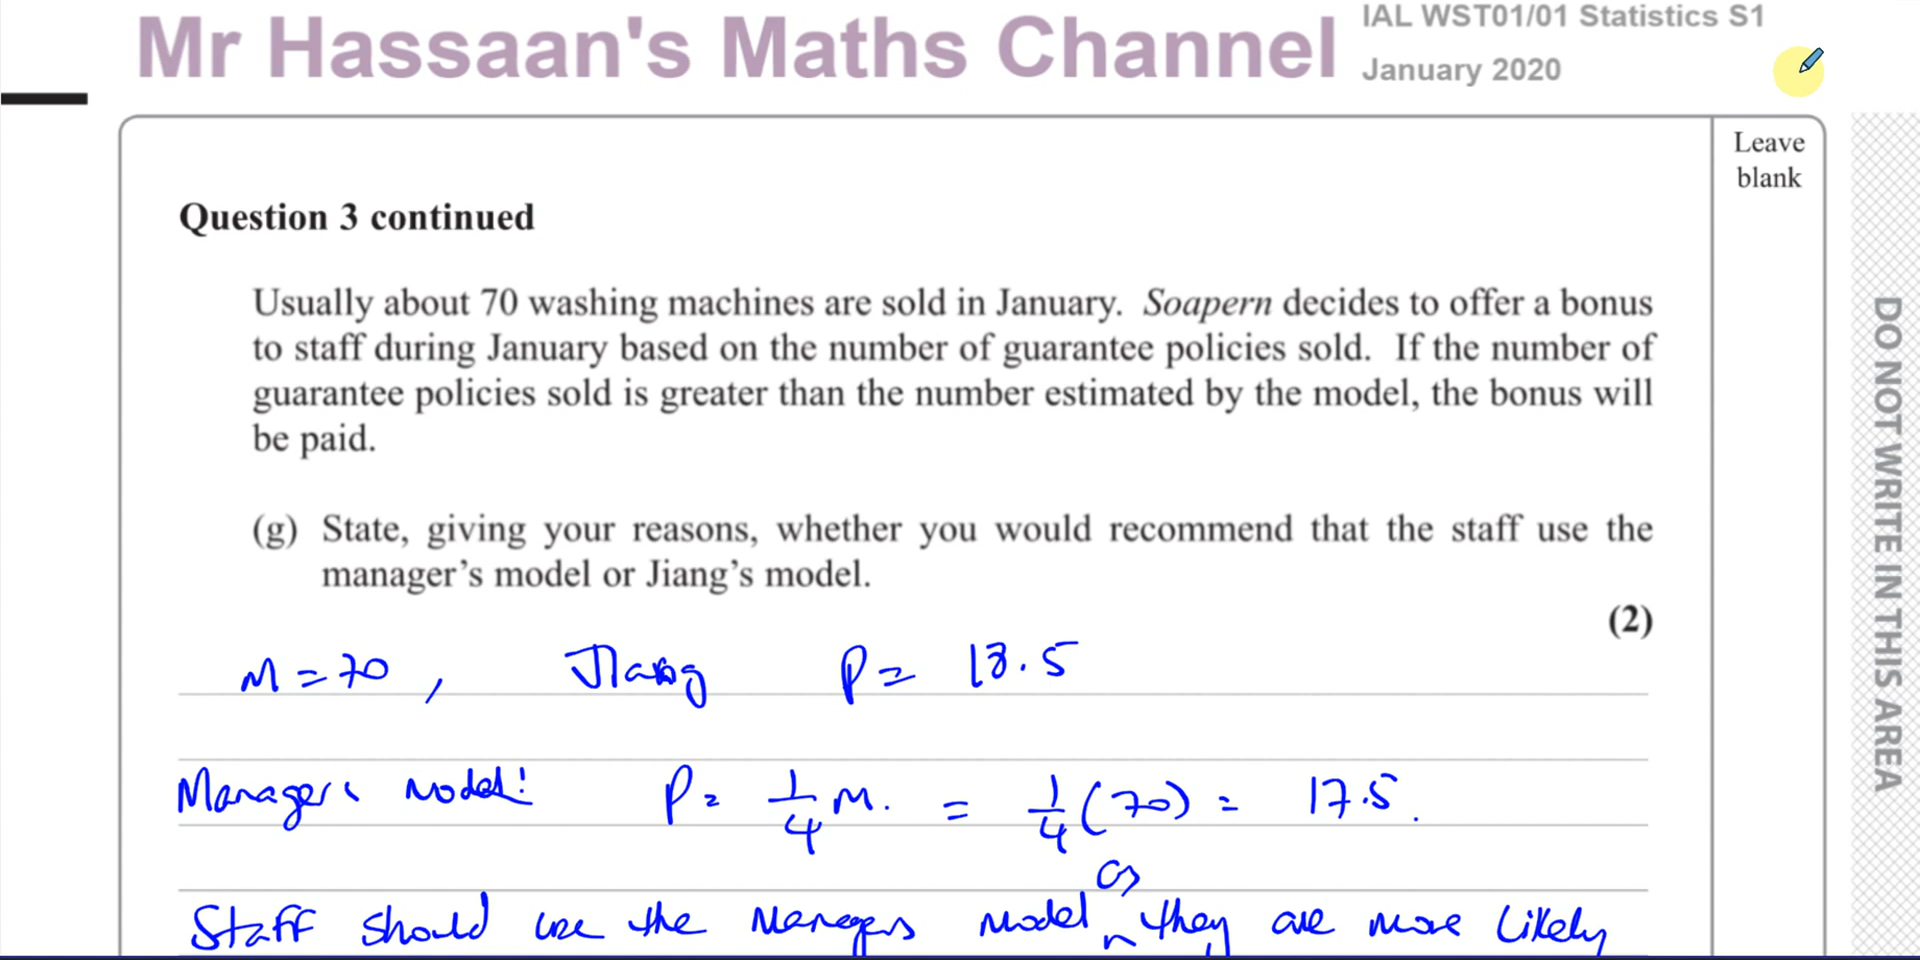 Mr Hassaan's Maths Channel
IAL WST01/01 Statistics S1
January 2020
Leave
blank
Question 3 continued
Usually about 70 washing machines are sold in January. Soapern decides to offer a bonus
to staff during January based on the number of guarantee policies sold. If the number of
guarantee policies sold is greater than the number estimated by the model, the bonus will
be paid.
(g) State, giving your reasons, whether you would recommend that the staff use the
manager's model or Jiang's model.
(2)
M = 70 , Jiang P = 18.5
Managers Model: P = 1/4 M. = 1/4 (70) = 17.5.
as
Staff should use the Managers model they are more likely
DO NOT WRITE IN THIS AREA